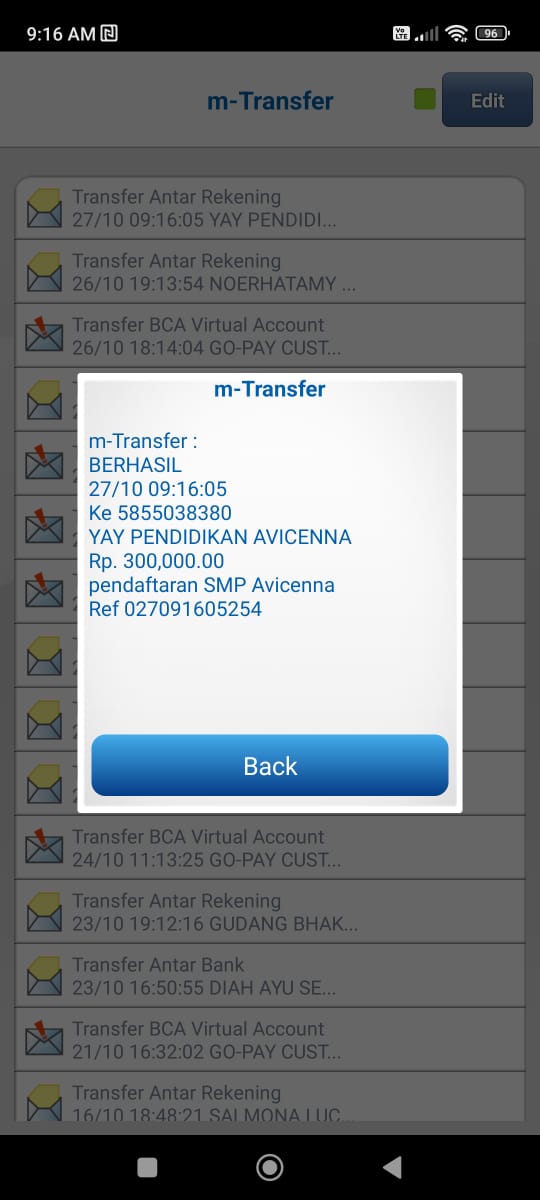 9:16 AM
Vo LTE
96
m-Transfer
Edit
Transfer Antar Rekening
27/10 09:16:05 YAY PENDIDI...
Transfer Antar Rekening
26/10 19:13:54 NOERHATAMY ...
Transfer BCA Virtual Account
26/10 18:14:04 GO-PAY CUST...
m-Transfer
m-Transfer :
BERHASIL
27/10 09:16:05
Ke 5855038380
YAY PENDIDIKAN AVICENNA
Rp. 300,000.00
pendaftaran SMP Avicenna
Ref 027091605254
Back
Transfer BCA Virtual Account
24/10 11:13:25 GO-PAY CUST...
Transfer Antar Rekening
23/10 19:12:16 GUDANG BHAK...
Transfer Antar Bank
23/10 16:50:55 DIAH AYU SE...
Transfer BCA Virtual Account
21/10 16:32:02 GO-PAY CUST...
Transfer Antar Rekening
16/10 18:48:21 SALMONA LUC...